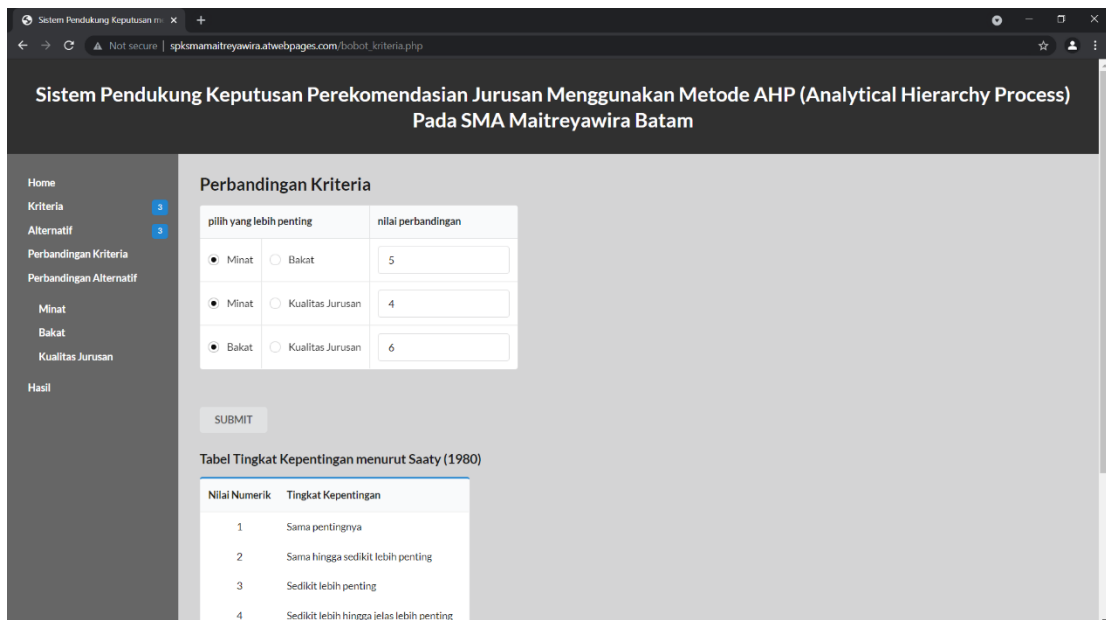 Sistem Pendukung Keputusan m
Not secure | spksmamaitreyawira.atwebpages.com/bobot_kriteria.php
Sistem Pendukung Keputusan Perekomendasian Jurusan Menggunakan Metode AHP (Analytical Hierarchy Process)
Pada SMA Maitreyawira Batam
Home
Kriteria 3
Alternatif 3
Perbandingan Kriteria
Perbandingan Alternatif
Minat
Bakat
Kualitas Jurusan
Hasil
Perbandingan Kriteria
pilih yang lebih penting nilai perbandingan
Minat Bakat 5
Minat Kualitas Jurusan 4
Bakat Kualitas Jurusan 6
SUBMIT
Tabel Tingkat Kepentingan menurut Saaty (1980)
Nilai Numerik Tingkat Kepentingan
1 Sama pentingnya
2 Sama hingga sedikit lebih penting
3 Sedikit lebih penting
4 Sedikit lebih hingga jelas lebih penting